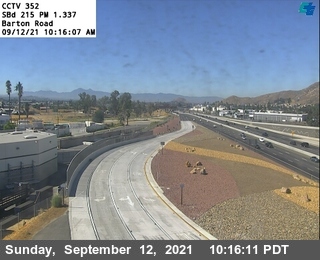 CCTV 352
SBd 215 PM 1.337
Barton Road
09/12/21 10:16:07 AM
Sunday, September 12, 2021 10:16:11 PDT